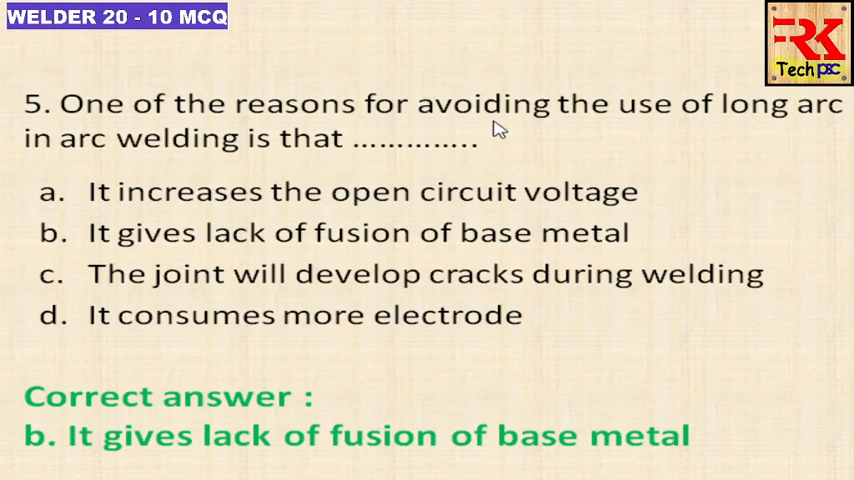 WELDER 20 - 10 MCQ
RK
Tech psc
5. One of the reasons for avoiding the use of long arc
in arc welding is that ..............
a. It increases the open circuit voltage
b. It gives lack of fusion of base metal
c. The joint will develop cracks during welding
d. It consumes more electrode
Correct answer :
b. It gives lack of fusion of base metal